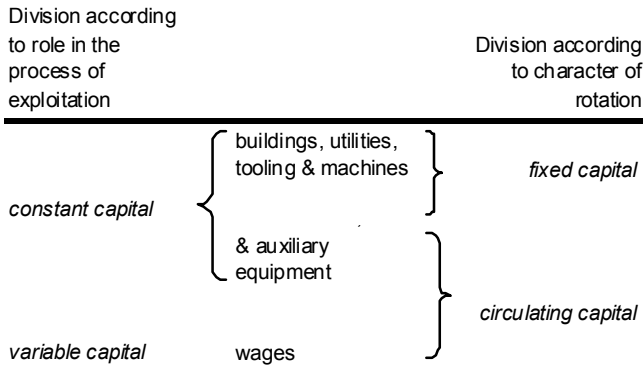 Division according
to role in the
process of
exploitation
Division according
to character of
rotation
buildings, utilities,
tooling & machines
fixed capital
constant capital
& auxiliary
equipment
circulating capital
variable capital
wages